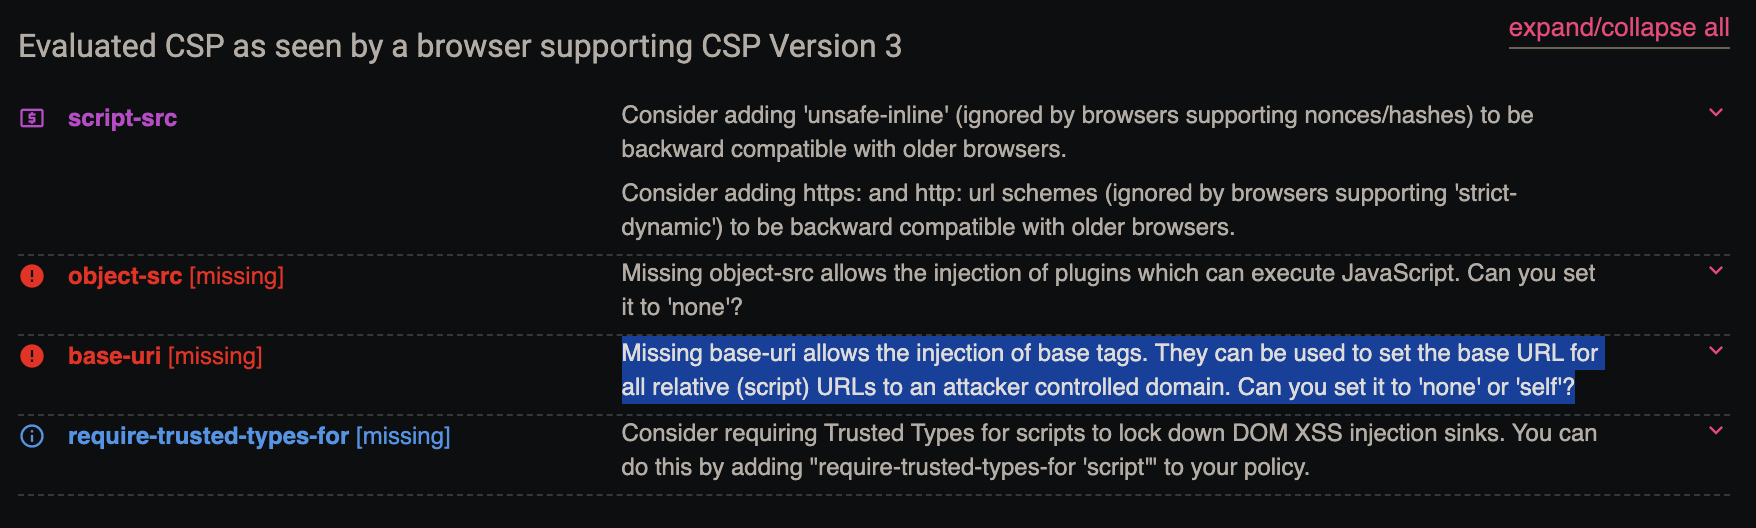 expand/collapse all
Evaluated CSP as seen by a browser supporting CSP Version 3
script-src
Consider adding 'unsafe-inline' (ignored by browsers supporting nonces/hashes) to be
backward compatible with older browsers.
Consider adding https: and http: url schemes (ignored by browsers supporting 'strict-
dynamic') to be backward compatible with older browsers.
object-src [missing]
Missing object-src allows the injection of plugins which can execute JavaScript. Can you set
it to 'none'?
base-uri [missing]
Missing base-uri allows the injection of base tags. They can be used to set the base URL for
all relative (script) URLs to an attacker controlled domain. Can you set it to 'none' or 'self'?
require-trusted-types-for [missing]
Consider requiring Trusted Types for scripts to lock down DOM XSS injection sinks. You can
do this by adding "require-trusted-types-for 'script'" to your policy.